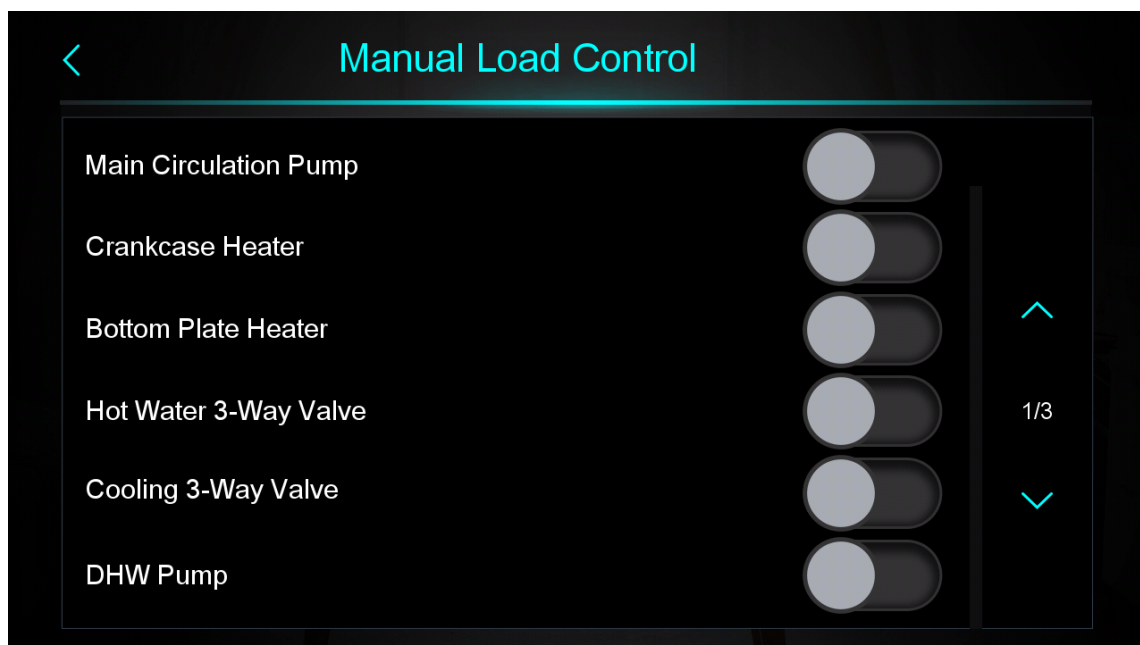 Manual Load Control
Main Circulation Pump
Crankcase Heater
Bottom Plate Heater
Hot Water 3-Way Valve
1/3
Cooling 3-Way Valve
DHW Pump